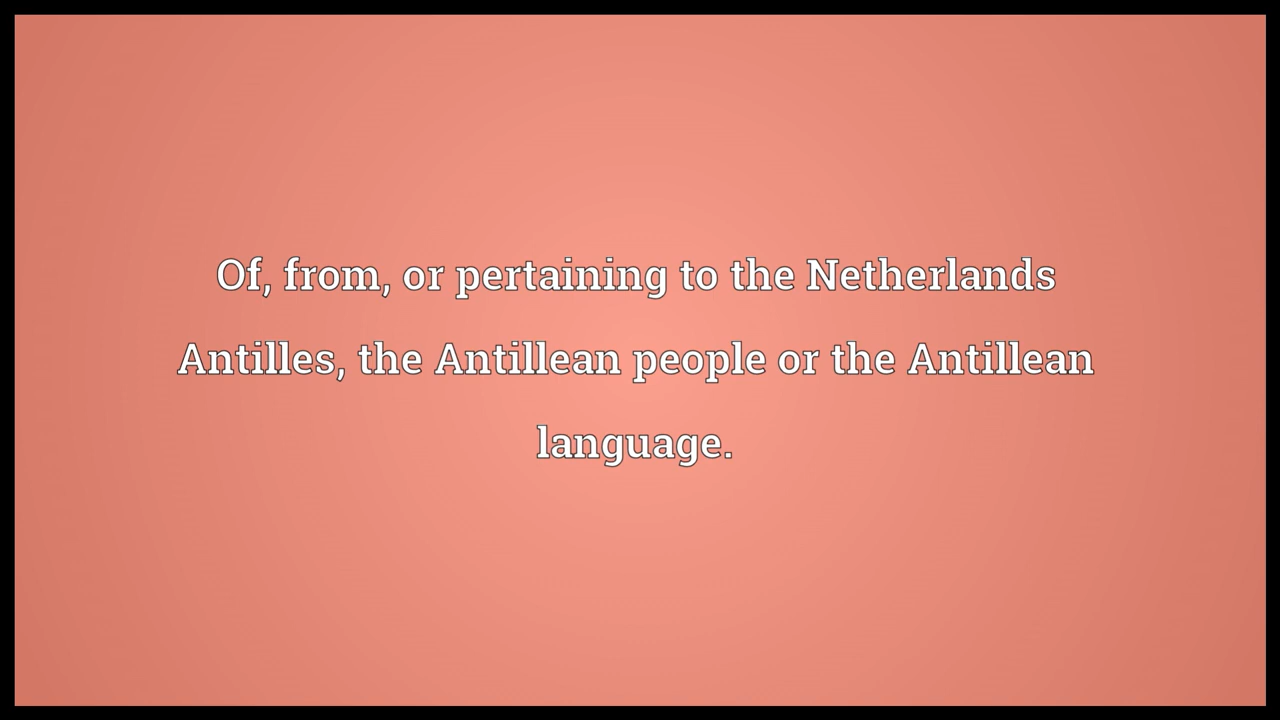 Of, from, or pertaining to the Netherlands
Antilles, the Antillean people or the Antillean
language.